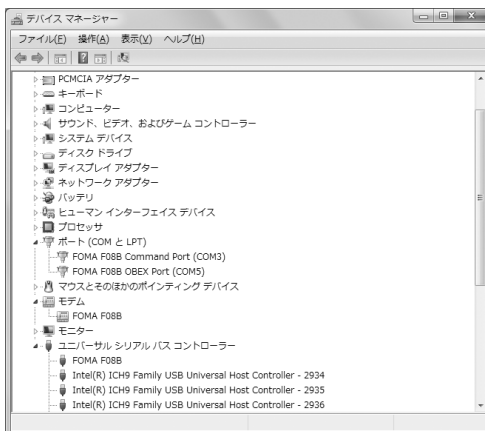 デバイス マネージャー
ファイル(F) 操作(A) 表示(V) ヘルプ(H)
PCMCIA アダプター
キーボード
コンピューター
サウンド、ビデオ、およびゲーム コントローラー
システム デバイス
ディスク ドライブ
ディスプレイ アダプター
ネットワーク アダプター
バッテリ
ヒューマン インターフェイス デバイス
プロセッサ
ポート (COM と LPT)
FOMA F08B Command Port (COM3)
FOMA F08B OBEX Port (COM5)
マウスとそのほかのポインティング デバイス
モデム
FOMA F08B
モニター
ユニバーサル シリアル バス コントローラー
FOMA F08B
Intel(R) ICH9 Family USB Universal Host Controller - 2934
Intel(R) ICH9 Family USB Universal Host Controller - 2935
Intel(R) ICH9 Family USB Universal Host Controller - 2936